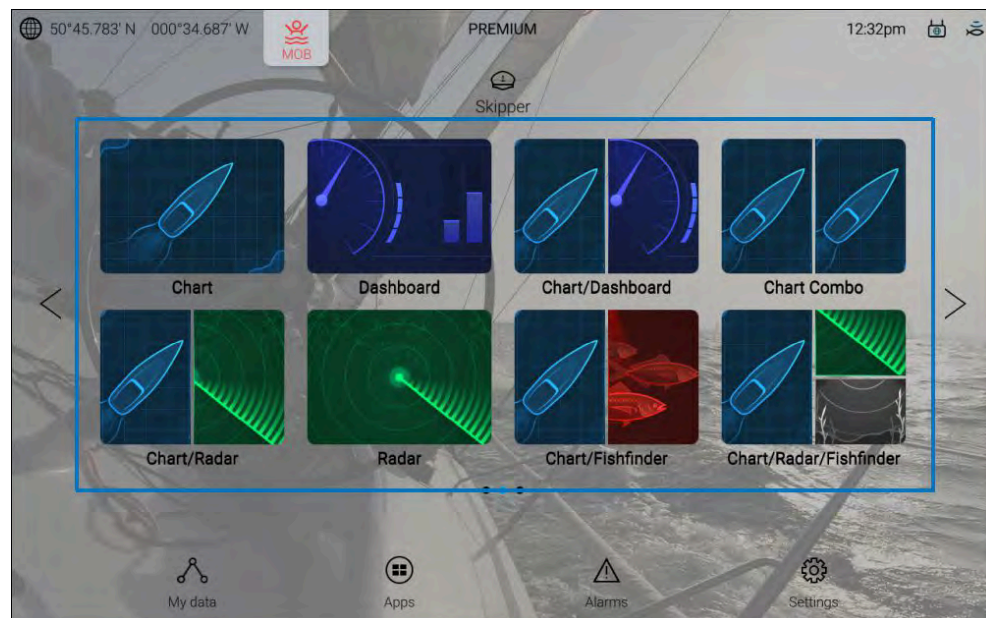 50°45.783' N 000°34.687' W
MOB
PREMIUM
12:32pm
Skipper
Chart
Dashboard
Chart/Dashboard
Chart Combo
Chart/Radar
Radar
Chart/Fishfinder
Chart/Radar/Fishfinder
My data
Apps
Alarms
Settings